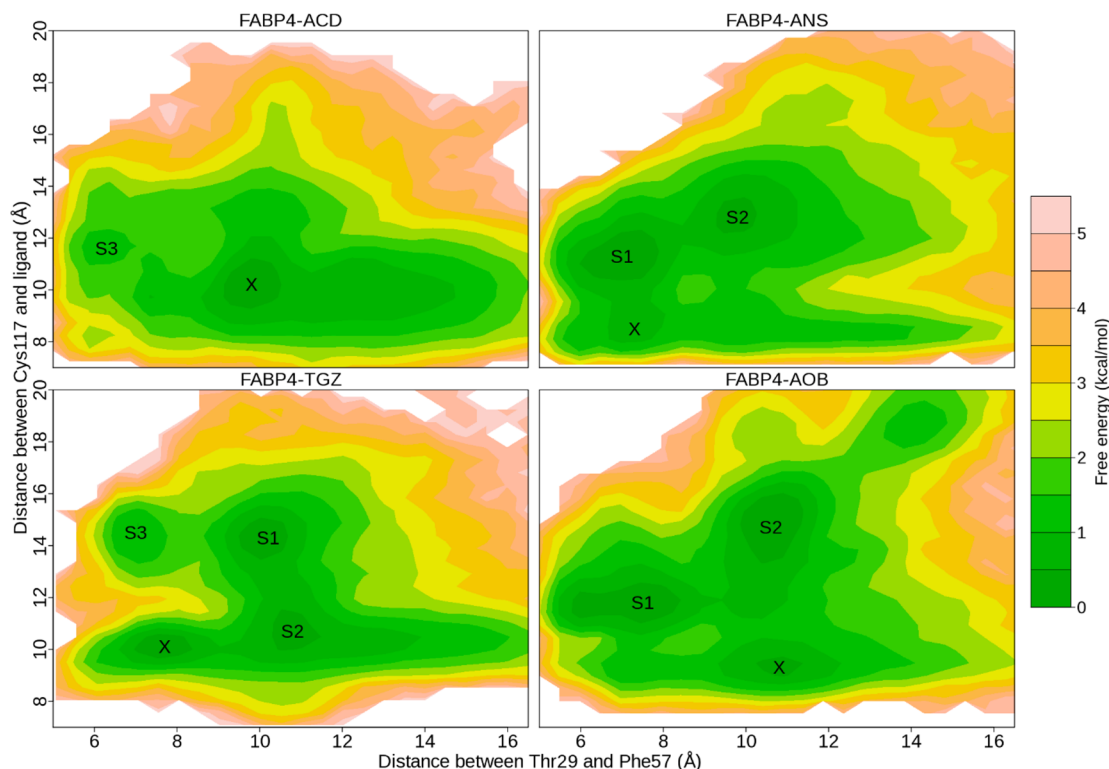 FABP4-ACD
FABP4-ANS
20
18
16
14
12
10
8
S3
X
S2
S1
X
5
4
3
2
1
0
Free energy (kcal/mol)
Distance between Cys117 and ligand (Å)
FABP4-TGZ
FABP4-AOB
20
18
16
14
12
10
8
S3
S1
S2
X
S2
S1
X
6 8 10 12 14 16
6 8 10 12 14 16
Distance between Thr29 and Phe57 (Å)